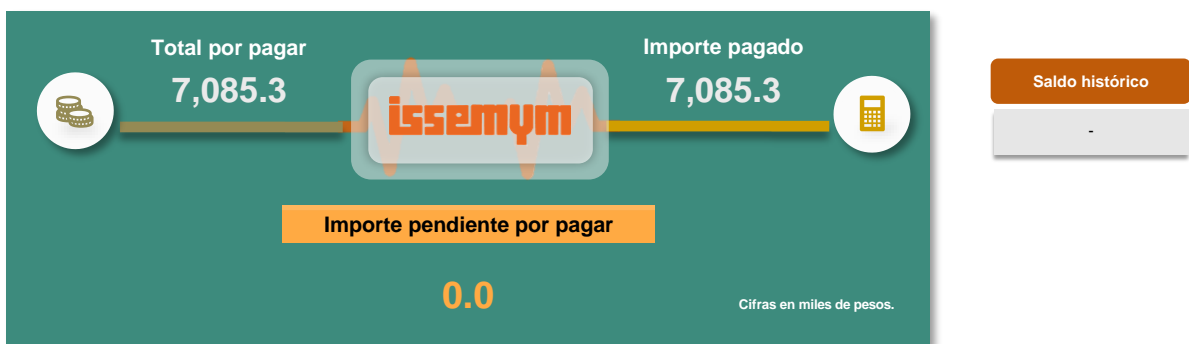 Total por pagar
7,085.3
issemym
Importe pagado
7,085.3
Importe pendiente por pagar
0.0
Cifras en miles de pesos.
Saldo histórico
-